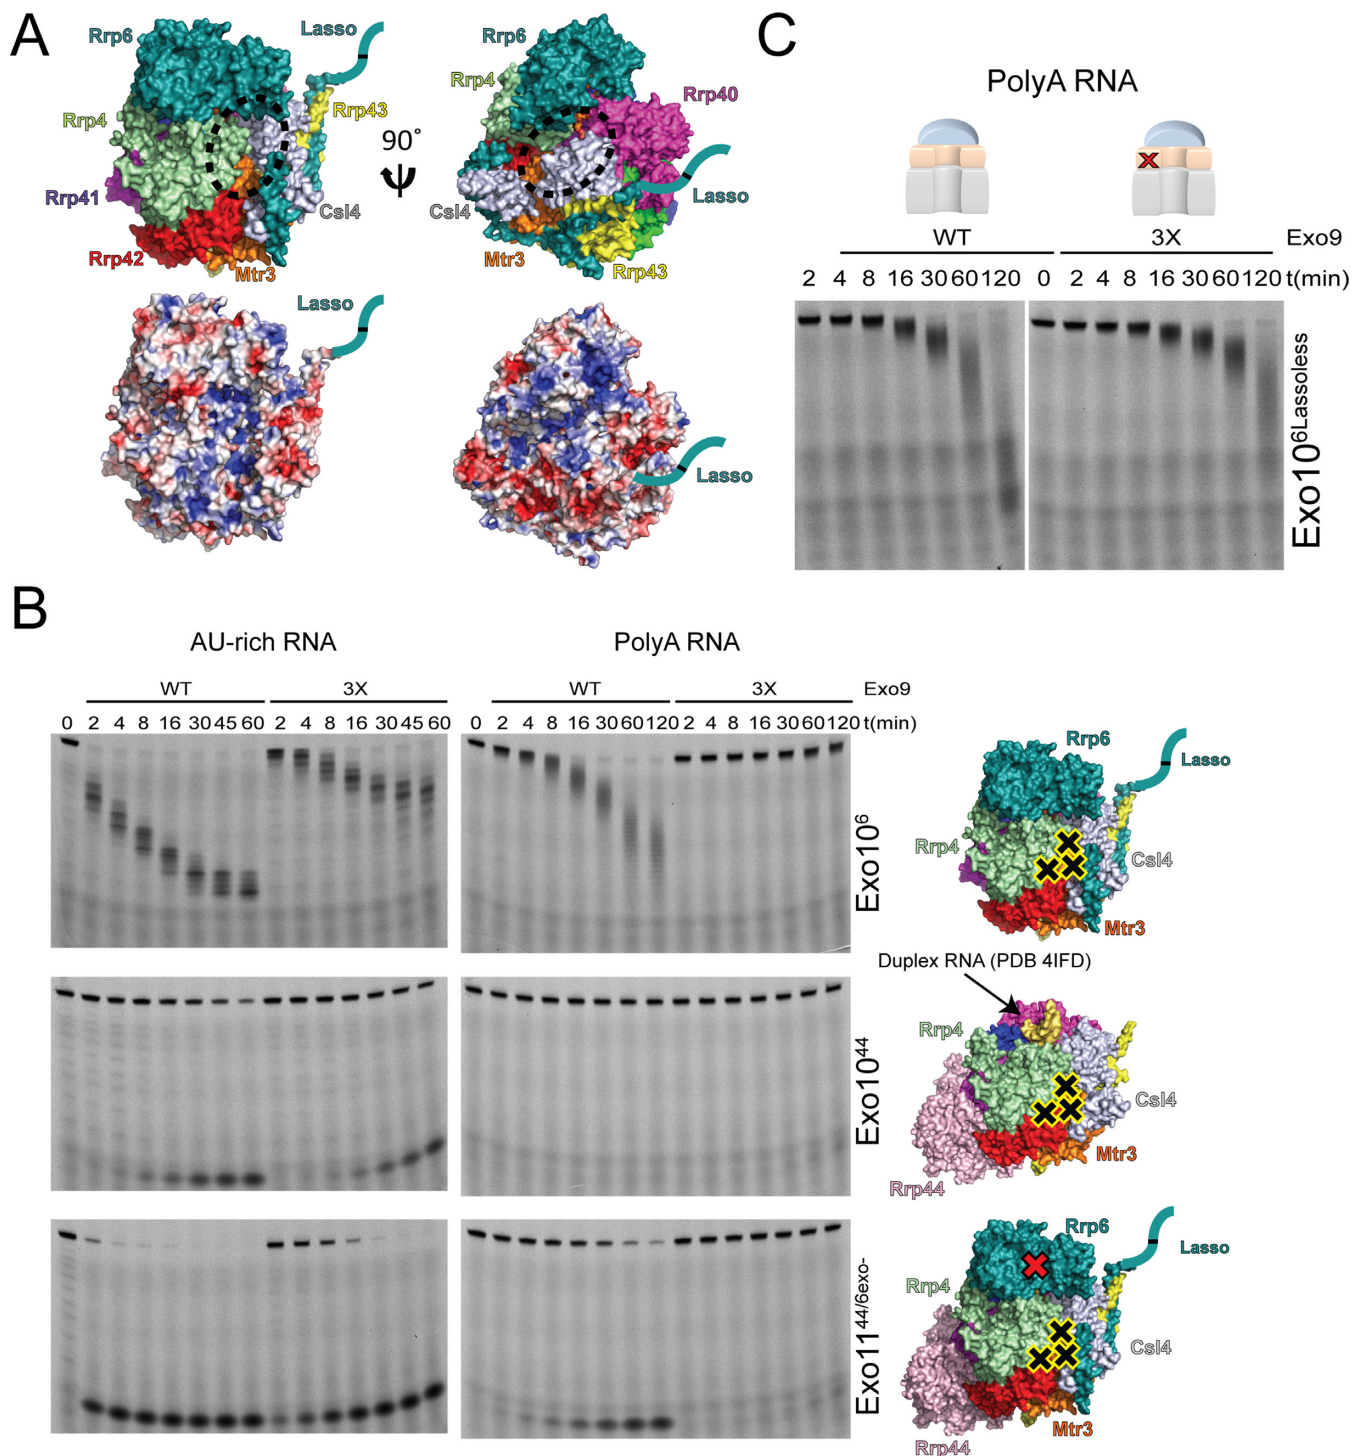 A
Rrp6
Lasso
Rrp4
Rrp43
Rrp41
Csl4
Rrp42
Mtr3
90°
Rrp6
Rrp4
Rrp40
Lasso
Csl4
Mtr3
Rrp43
Lasso
Lasso
C
PolyA RNA
WT 3X Exo9
2 4 8 16 30 60 120 0 2 4 8 16 30 60 120 t(min)
Exo10^6Lassoless
B
AU-rich RNA PolyA RNA
WT 3X WT 3X Exo9
0 2 4 8 16 30 45 60 2 4 8 16 30 45 60 0 2 4 8 16 30 60 120 2 4 8 16 30 60 120 t(min)
Exo10^6
Rrp6
Lasso
Rrp4
Csl4
Mtr3
Exo10^44
Duplex RNA (PDB 4IFD)
Rrp4
Csl4
Mtr3
Rrp44
Exo11^44/6exo-
Rrp6
Lasso
Rrp4
Csl4
Mtr3
Rrp44